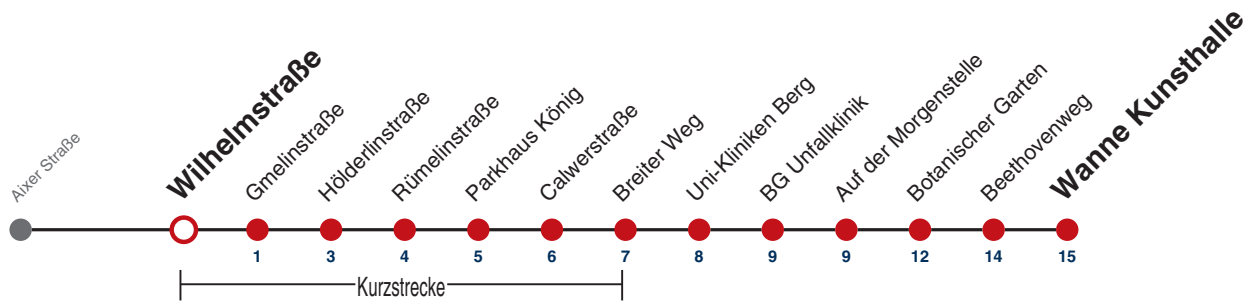 Aixer Straße
Wilhelmstraße
Gmelinstraße
Hölderlinstraße
Rümelinstraße
Parkhaus König
Calwerstraße
Breiter Weg
Uni-Kliniken Berg
BG Unfallklinik
Auf der Morgenstelle
Botanischer Garten
Beethovenweg
Wanne Kunsthalle
1 3 4 5 6 7 8 9 9 12 14 15
Kurzstrecke